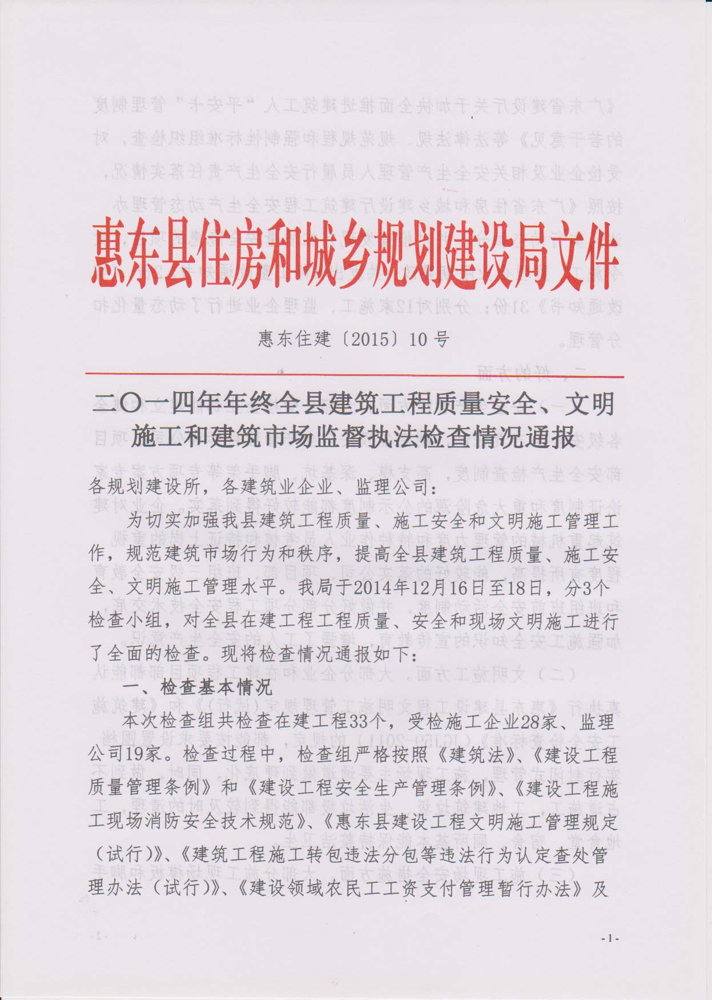 惠东县住房和城乡规划建设局文件
惠东住建〔2015〕10 号
二〇一四年年终全县建筑工程质量安全、文明
施工和建筑市场监督执法检查情况通报
各规划建设所，各建筑业企业、监理公司：
为切实加强我县建筑工程质量、施工安全和文明施工管理工
作，规范建筑市场行为和秩序，提高全县建筑工程质量、施工安
全、文明施工管理水平。我局于2014年12月16日至18日，分3个
检查小组，对全县在建工程工程质量、安全和现场文明施工进行
了全面的检查。现将检查情况通报如下：
一、检查基本情况
本次检查组共检查在建工程33个，受检施工企业28家、监理
公司19家。检查过程中，检查组严格按照《建筑法》、《建设工程
质量管理条例》和《建设工程安全生产管理条例》、《建设工程施
工现场消防安全技术规范》、《惠东县建设工程文明施工管理规定
（试行）》、《建筑工程施工转包违法分包等违法行为认定查处管
理办法（试行）》、《建设领域农民工工资支付管理暂行办法》及
-1-